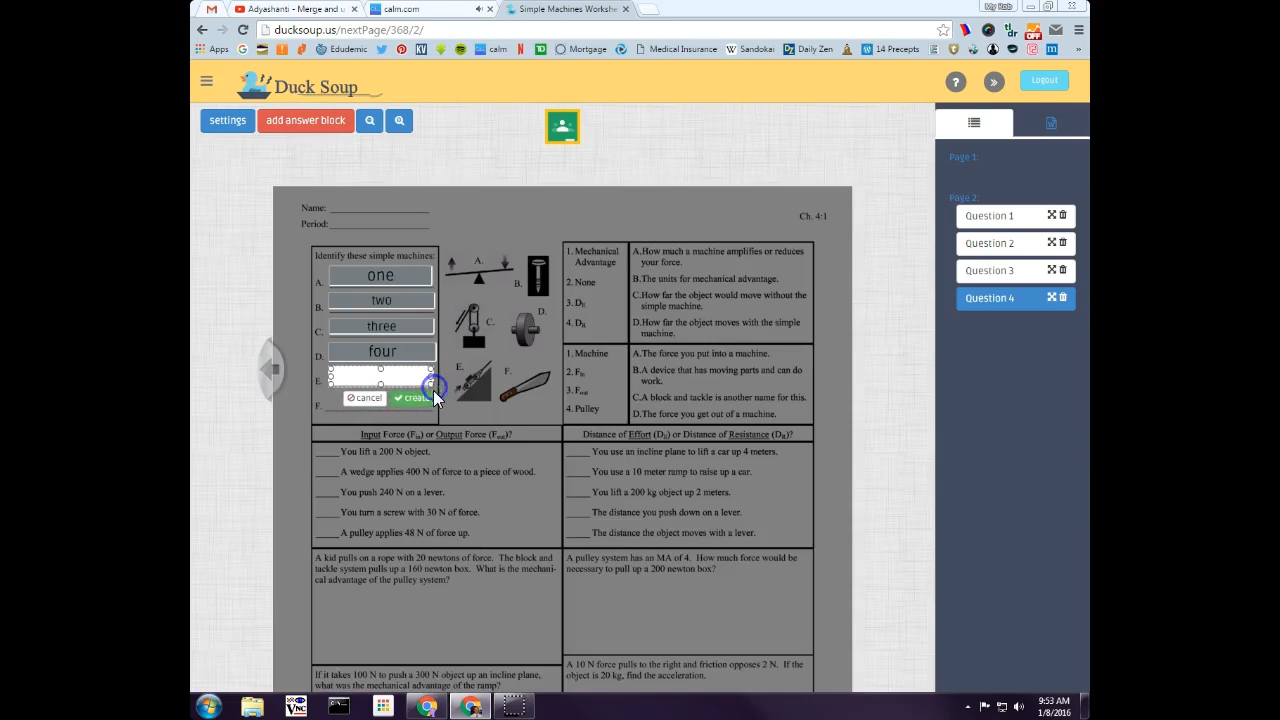 Adyashanti - Merge and u
calm.com
Simple Machines Workshe
My Rob
ducksoup.us/nextPage/368/2/
Apps
Edudemic
calm
Mortgage
Medical Insurance
Sandokai
Daily Zen
14 Precepts
»
Duck Soup
?
»
Logout
settings
add answer block
Page 1:
Page 2:
Question 1
Question 2
Question 3
Question 4
Name:
Period:
Ch. 4:1
Identify these simple machines:
A. one
B. two
C. three
D. four
E.
cancel
create
F.
A.
B.
C.
D.
E.
F.
1. Mechanical
Advantage
2. None
3. DE
4. DR
A. How much a machine amplifies or reduces
your force.
B. The units for mechanical advantage.
C. How far the object would move without the
simple machine.
D. How far the object moves with the simple
machine.
1. Machine
2. Fin
3. Fout
4. Pulley
A. The force you put into a machine.
B. A device that has moving parts and can do
work.
C. A block and tackle is another name for this.
D. The force you get out of a machine.
Input Force (Fin) or Output Force (Fout)?
_____ You lift a 200 N object.
_____ A wedge applies 400 N of force to a piece of wood.
_____ You push 240 N on a lever.
_____ You turn a screw with 30 N of force.
_____ A pulley applies 48 N of force up.
Distance of Effort (DE) or Distance of Resistance (DR)?
_____ You use an incline plane to lift a car up 4 meters.
_____ You use a 10 meter ramp to raise up a car.
_____ You lift a 200 kg object up 2 meters.
_____ The distance you push down on a lever.
_____ The distance the object moves with a lever.
A kid pulls on a rope with 20 newtons of force. The block and
tackle system pulls up a 160 newton box. What is the mechani-
cal advantage of the pulley system?
A pulley system has an MA of 4. How much force would be
necessary to pull up a 200 newton box?
If it takes 100 N to push a 300 N object up an incline plane,
what was the mechanical advantage of the ramp?
A 10 N force pulls to the right and friction opposes 2 N. If the
object is 20 kg, find the acceleration.
9:53 AM
1/8/2016